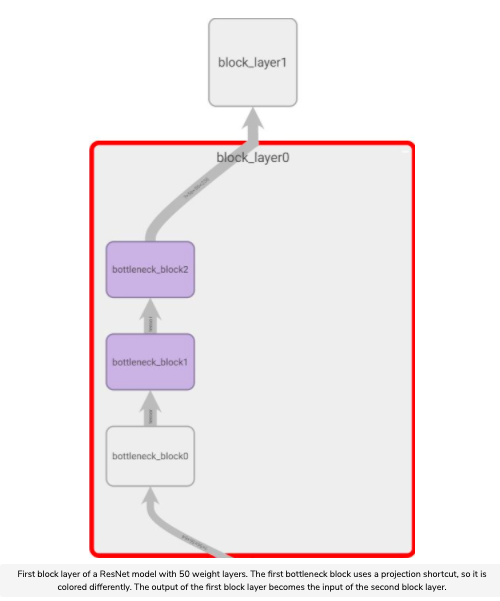 block_layer1
block_layer0
bottleneck_block2
bottleneck_block1
bottleneck_block0
First block layer of a ResNet model with 50 weight layers. The first bottleneck block uses a projection shortcut, so it is
colored differently. The output of the first block layer becomes the input of the second block layer.